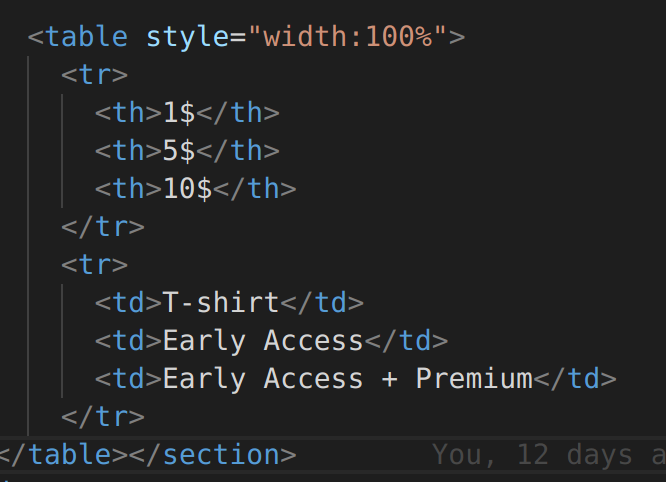 <table style="width:100%">
<tr>
<th>1$</th>
<th>5$</th>
<th>10$</th>
</tr>
<tr>
<td>T-shirt</td>
<td>Early Access</td>
<td>Early Access + Premium</td>
</tr>
</table></section> You, 12 days a